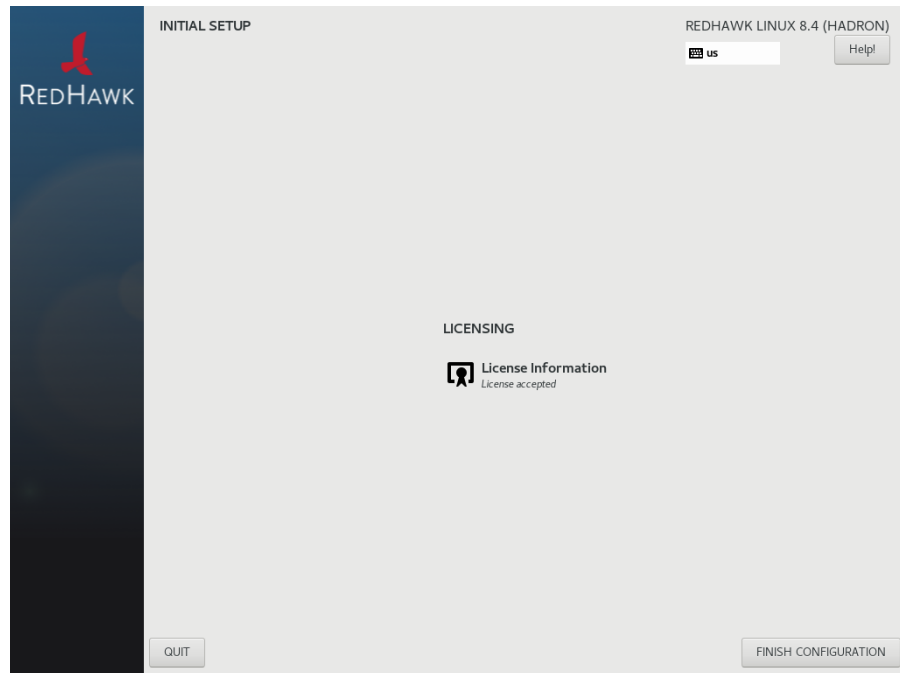 REDHAWK
INITIAL SETUP
REDHAWK LINUX 8.4 (HADRON)
us
Help!
LICENSING
License Information
License accepted
QUIT
FINISH CONFIGURATION